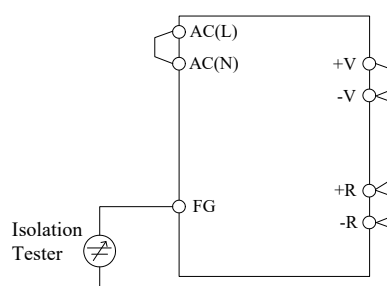 AC(L)
AC(N)
+V
-V
+R
-R
FG
Isolation
Tester